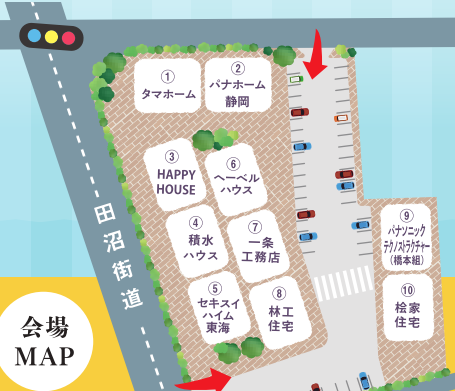 ①
タマホーム
②
パナホーム
静岡
③
HAPPY
HOUSE
⑥
ヘーベル
ハウス
④
積水
ハウス
⑦
一条
工務店
⑤
セキスイ
ハイム
東海
⑧
林工
住宅
⑨
パナソニック
テクノストラクチャー
(橋本組)
⑩
桧家
住宅
田沼街道
会場
MAP